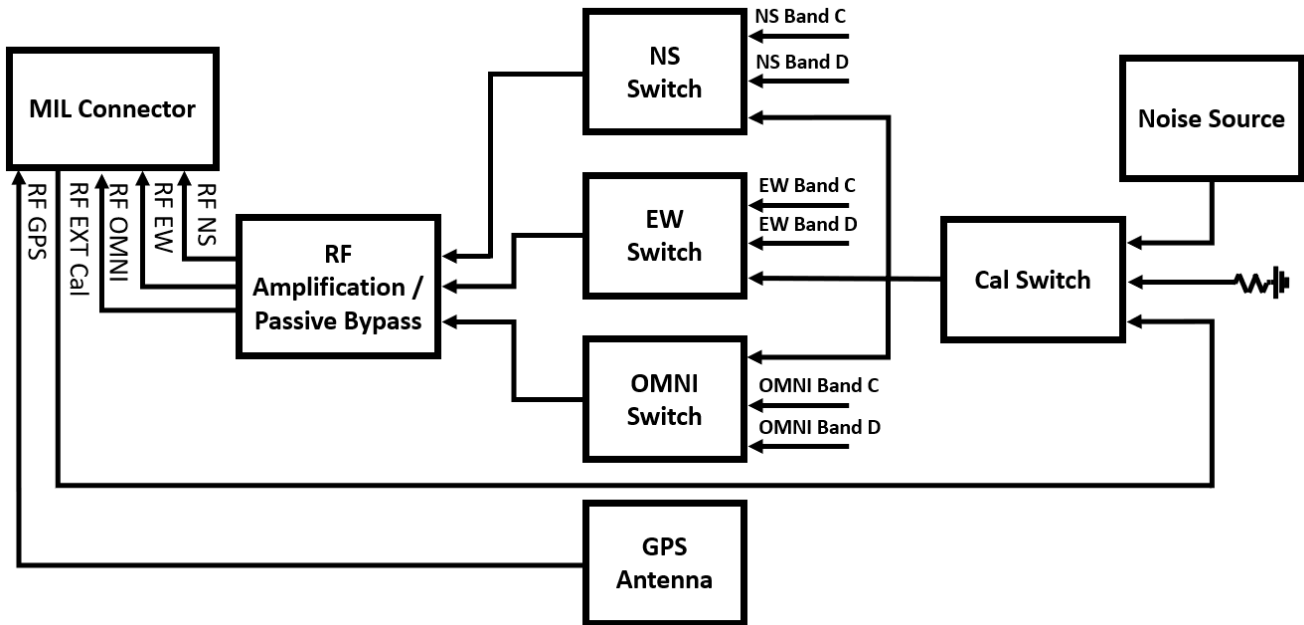 MIL Connector
RF GPS
RF EXT Cal
RF OMNI
RF EW
RF NS
RF
Amplification /
Passive Bypass
NS
Switch
NS Band C
NS Band D
EW
Switch
EW Band C
EW Band D
OMNI
Switch
OMNI Band C
OMNI Band D
GPS
Antenna
Cal Switch
Noise Source